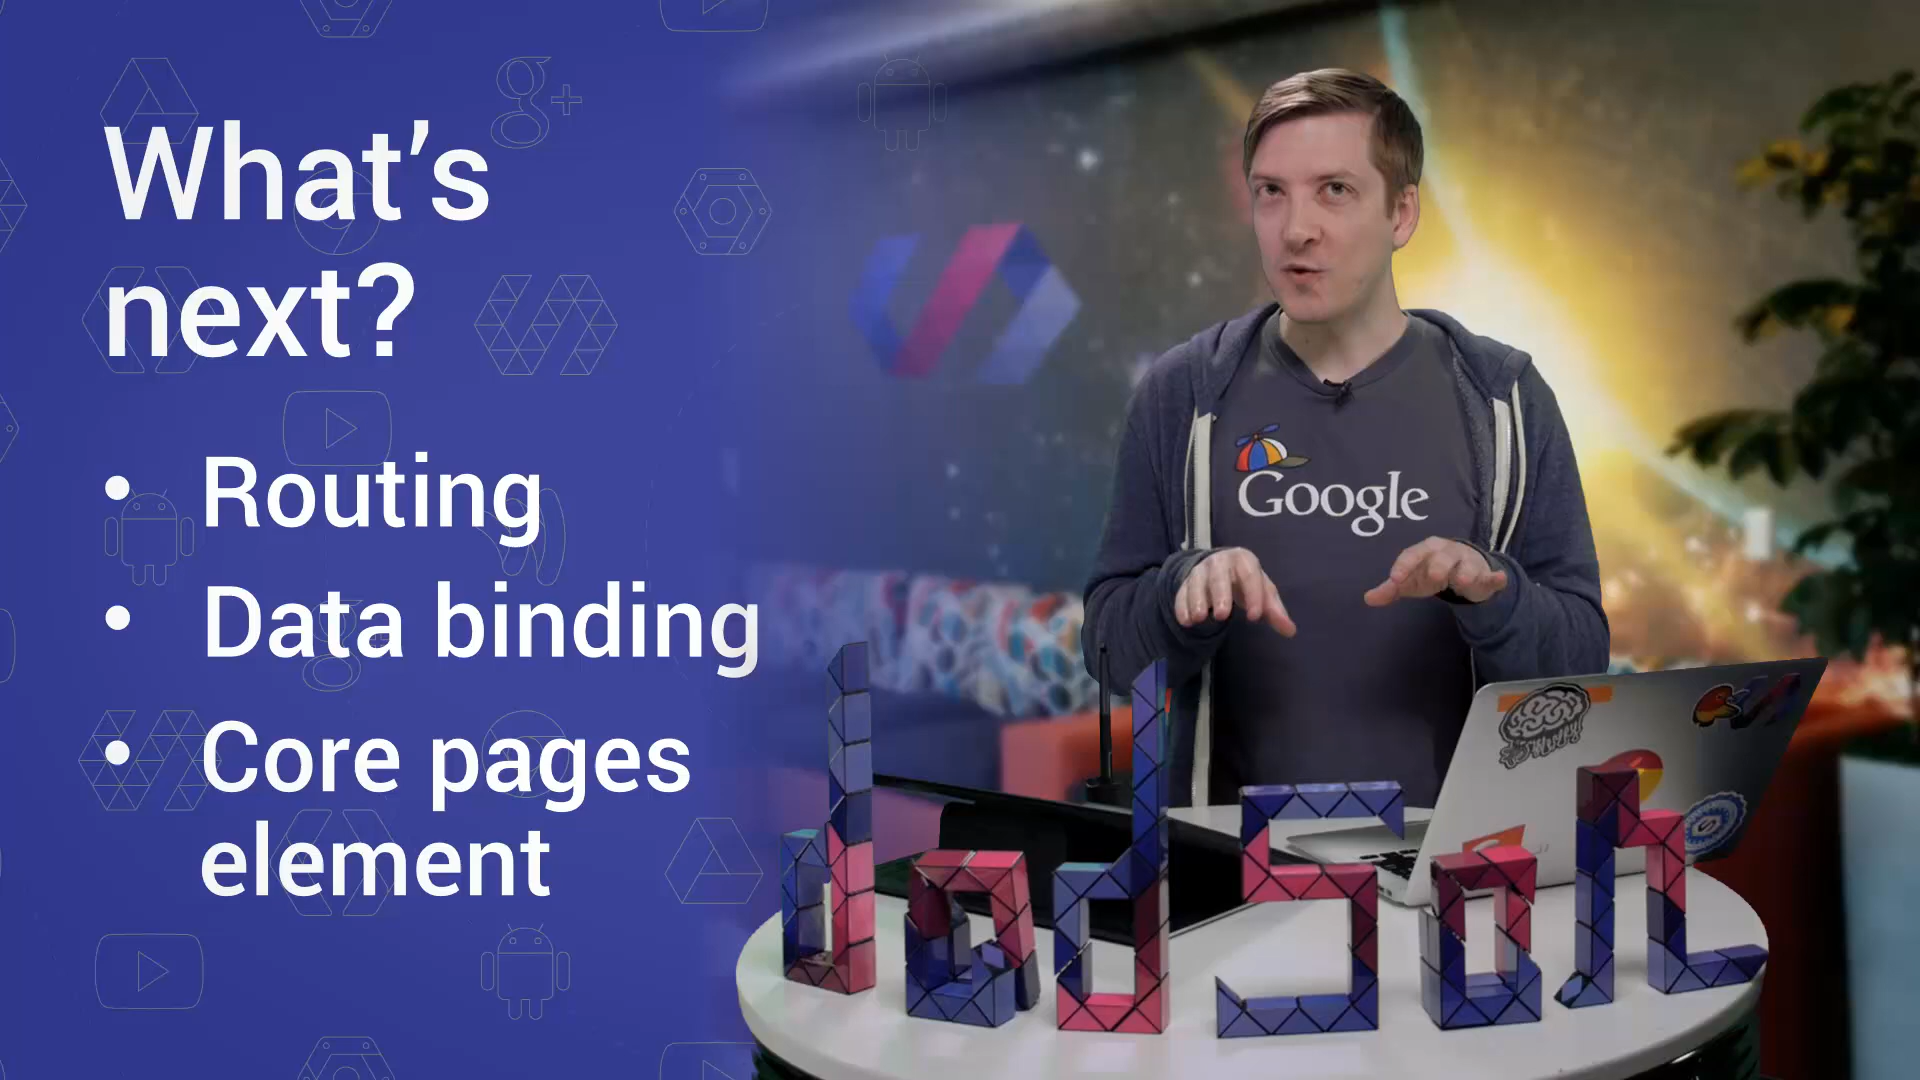 What's
next?
• Routing
• Data binding
• Core pages
element
g+
Google